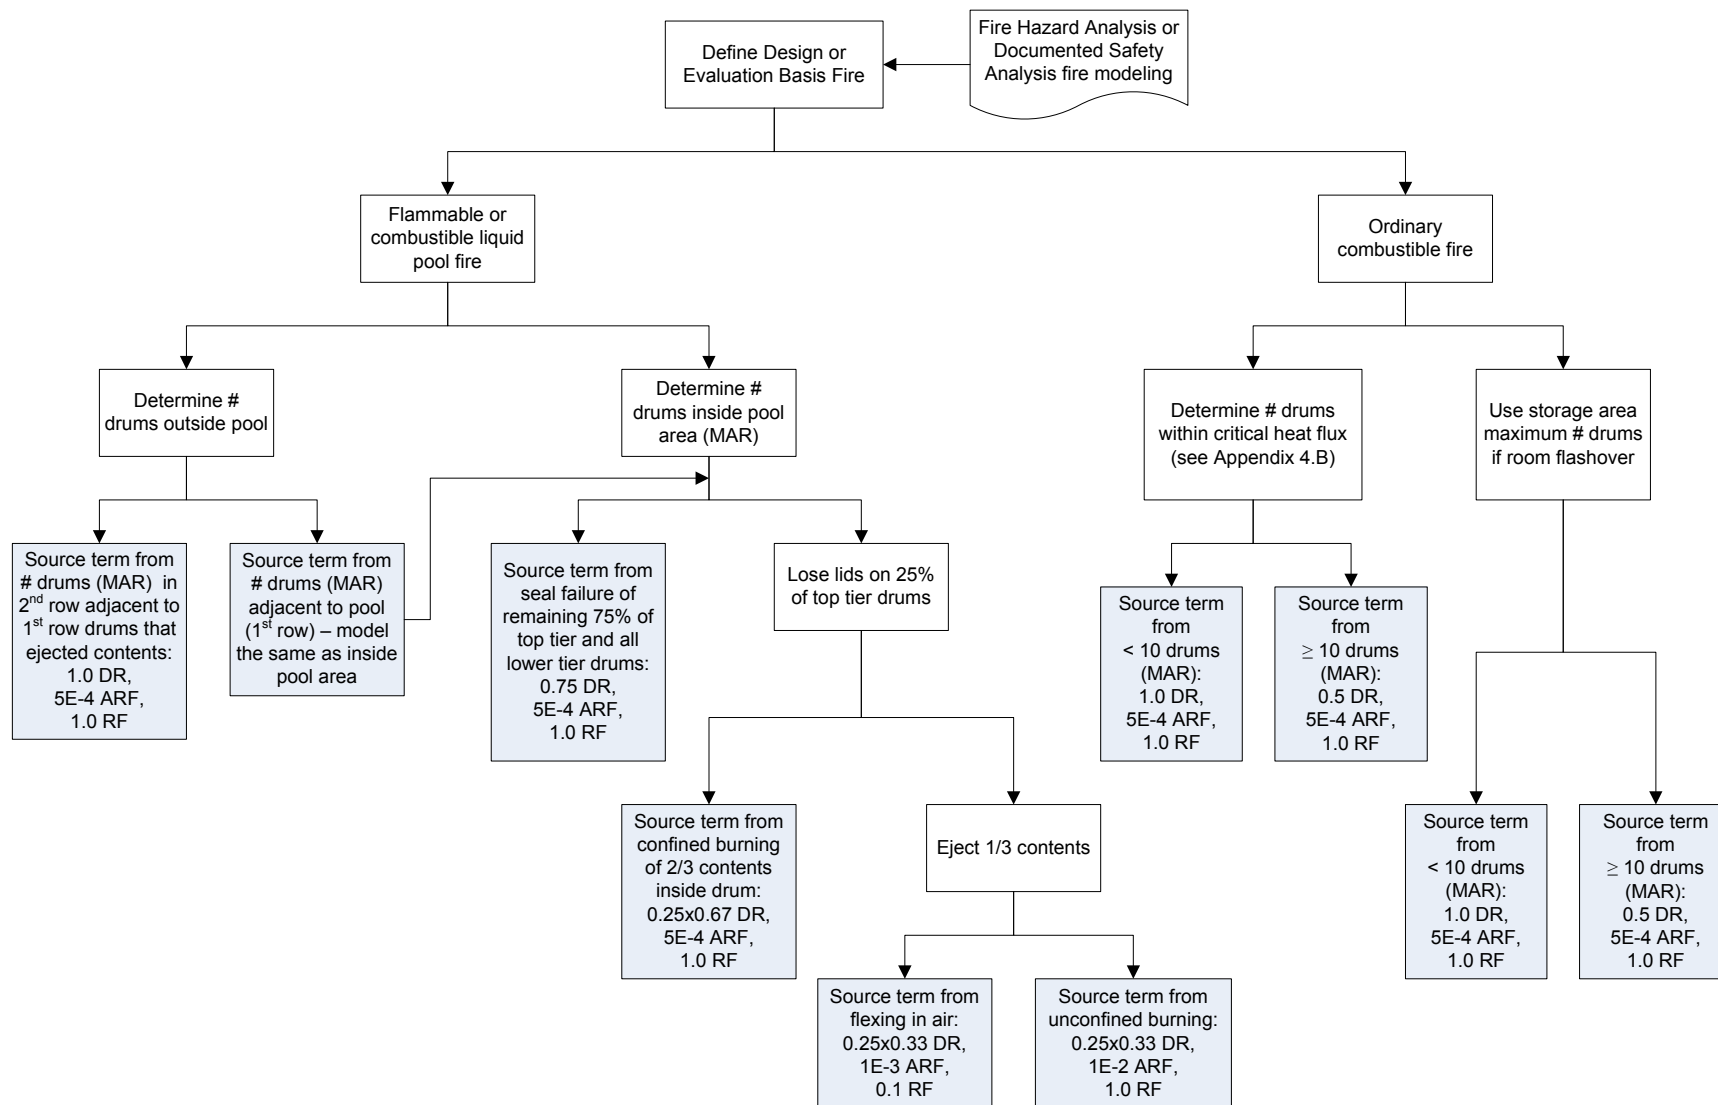 Define Design or
Evaluation Basis Fire
Fire Hazard Analysis or
Documented Safety
Analysis fire modeling
Flammable or
combustible liquid
pool fire
Ordinary
combustible fire
Determine #
drums outside pool
Determine #
drums inside pool
area (MAR)
Determine # drums
within critical heat flux
(see Appendix 4.B)
Use storage area
maximum # drums
if room flashover
Source term from
# drums (MAR) in
2nd row adjacent to
1st row drums that
ejected contents:
1.0 DR,
5E-4 ARF,
1.0 RF
Source term from
# drums (MAR)
adjacent to pool
(1st row) – model
the same as inside
pool area
Source term from
seal failure of
remaining 75% of
top tier and all
lower tier drums:
0.75 DR,
5E-4 ARF,
1.0 RF
Lose lids on 25%
of top tier drums
Source term
from
< 10 drums
(MAR):
1.0 DR,
5E-4 ARF,
1.0 RF
Source term
from
≥ 10 drums
(MAR):
0.5 DR,
5E-4 ARF,
1.0 RF
Source term from
confined burning
of 2/3 contents
inside drum:
0.25x0.67 DR,
5E-4 ARF,
1.0 RF
Eject 1/3 contents
Source term
from
< 10 drums
(MAR):
1.0 DR,
5E-4 ARF,
1.0 RF
Source term
from
≥ 10 drums
(MAR):
0.5 DR,
5E-4 ARF,
1.0 RF
Source term from
flexing in air:
0.25x0.33 DR,
1E-3 ARF,
0.1 RF
Source term from
unconfined burning:
0.25x0.33 DR,
1E-2 ARF,
1.0 RF